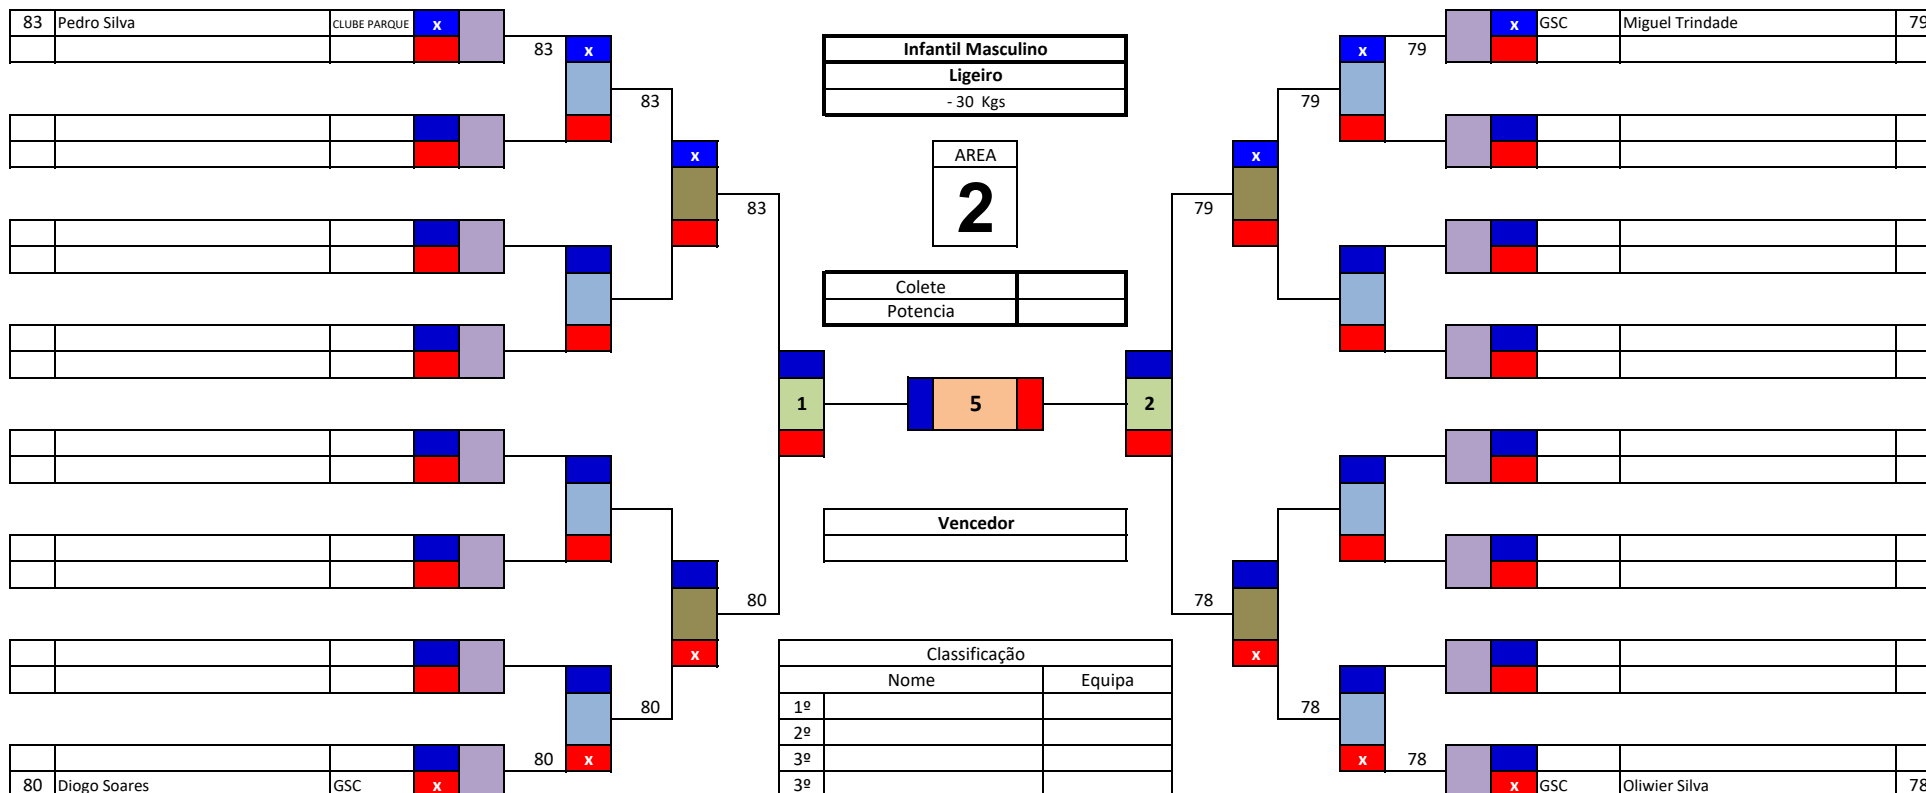 83 Pedro Silva CLUBE PARQUE x x GSC Miguel Trindade 79
83 x Infantil Masculino x 79
Ligeiro
83 - 30 Kgs 79
x AREA x
83 2 79
Colete
Potencia
1 5 2
Vencedor
80 78
x Classificação x
Nome Equipa
80 1º 78
2º
80 x 3º x 78
80 Diogo Soares GSC x 3º x GSC Oliwier Silva 78